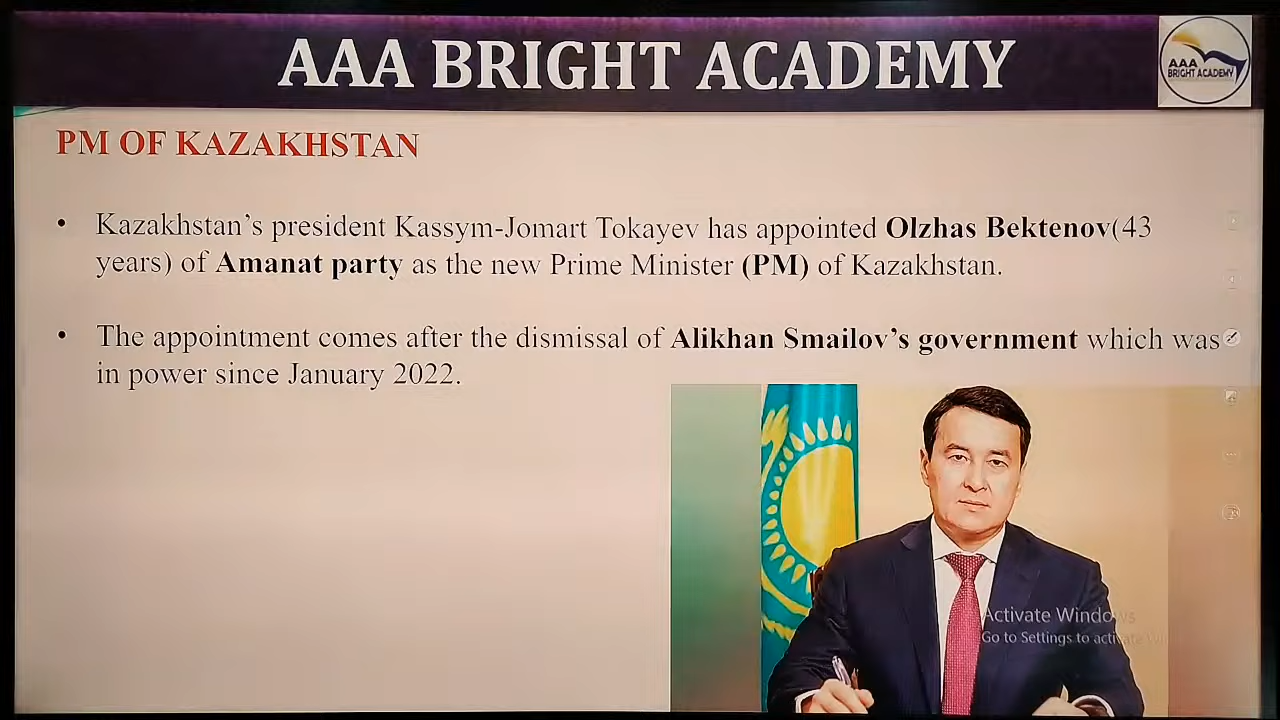 AAA BRIGHT ACADEMY
AAA
BRIGHT ACADEMY
PM OF KAZAKHSTAN
• Kazakhstan's president Kassym-Jomart Tokayev has appointed Olzhas Bektenov(43
years) of Amanat party as the new Prime Minister (PM) of Kazakhstan.
• The appointment comes after the dismissal of Alikhan Smailov's government which was
in power since January 2022.
Activate Windows
Go to Settings to activate